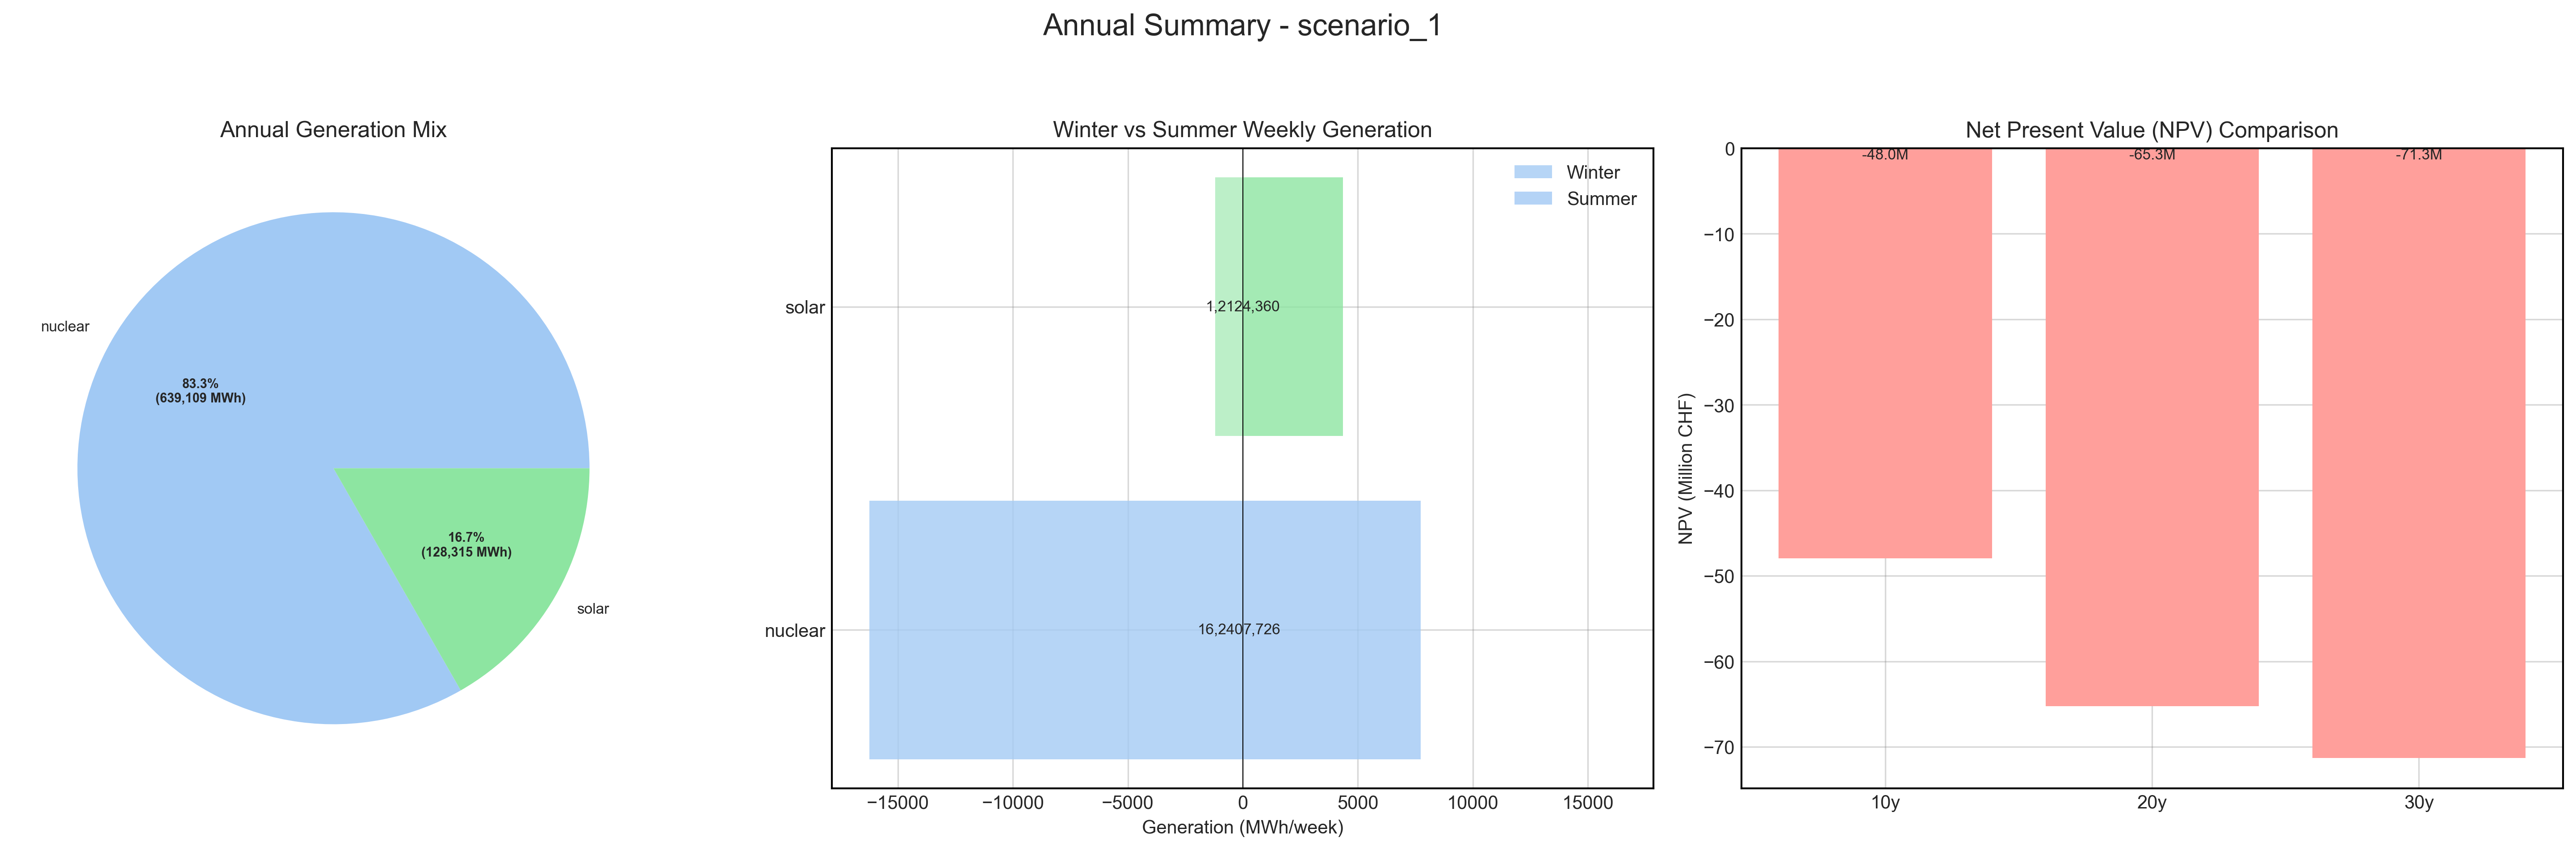 Annual Summary - scenario_1
Annual Generation Mix
nuclear
83.3%
(639,109 MWh)
16.7%
(128,315 MWh)
solar
Winter vs Summer Weekly Generation
Winter
Summer
solar
1,2124,360
nuclear
16,2407,726
−15000
−10000
−5000
0
5000
10000
15000
Generation (MWh/week)
Net Present Value (NPV) Comparison
NPV (Million CHF)
0
−10
−20
−30
−40
−50
−60
−70
-48.0M
-65.3M
-71.3M
10y
20y
30y